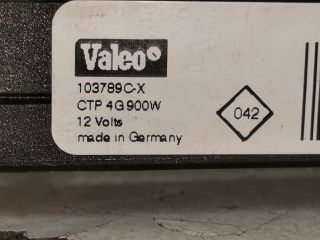 Valeo
103789C-X
CTP 4G 900W
12 Volts
made in Germany
042